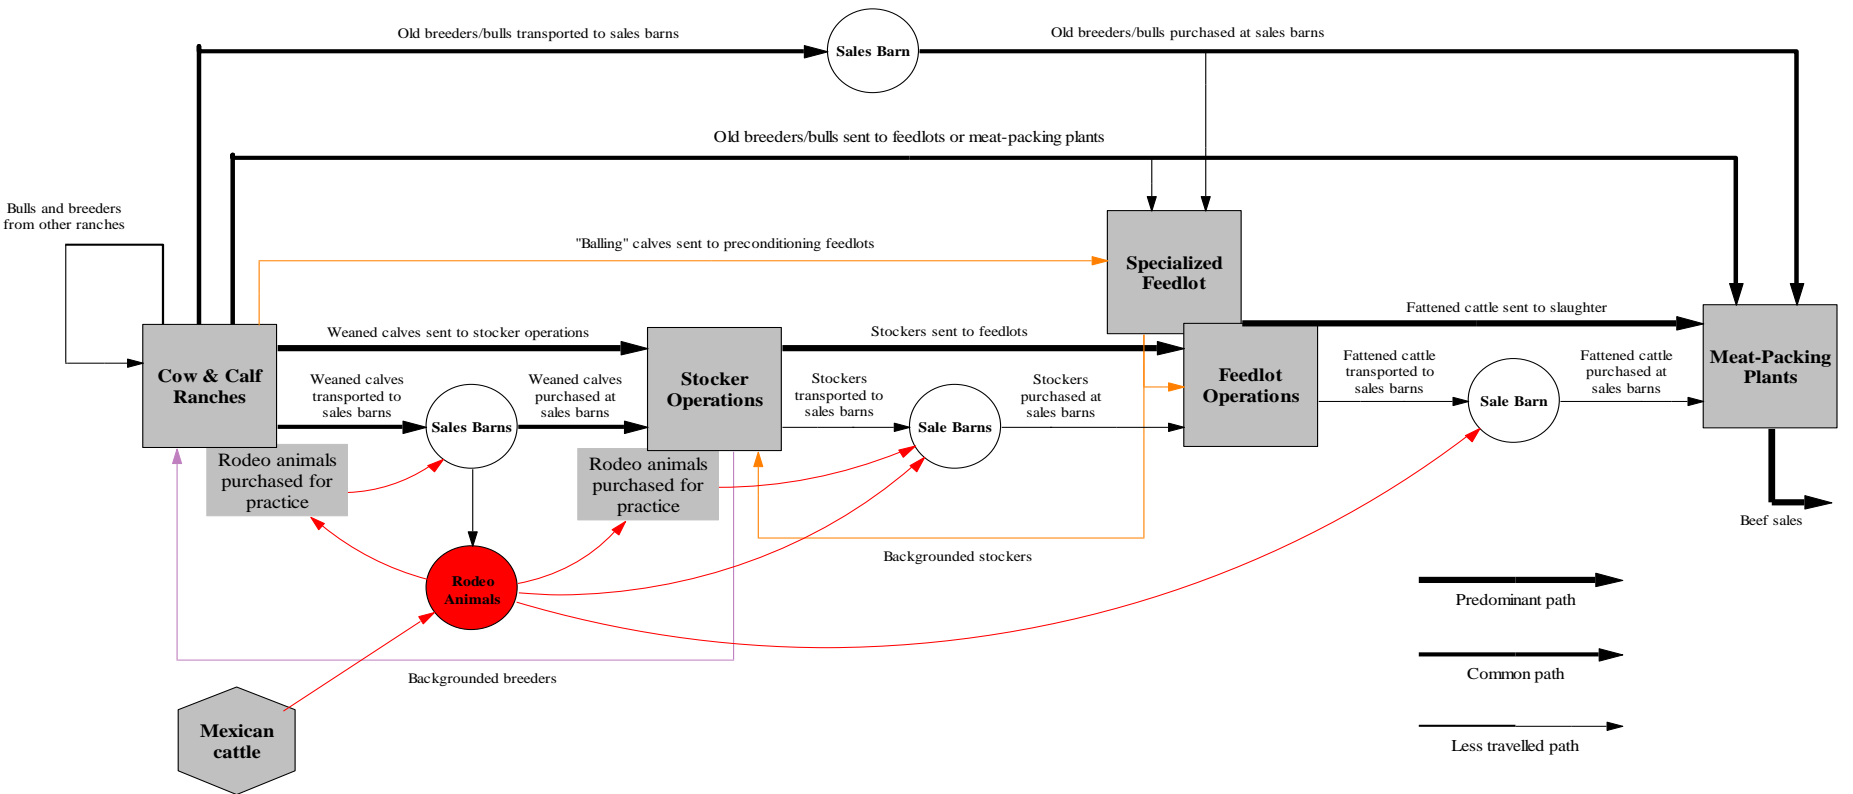 Old breeders/bulls transported to sales barns
Sales Barn
Old breeders/bulls purchased at sales barns
Old breeders/bulls sent to feedlots or meat-packing plants
Bulls and breeders
from other ranches
"Balling" calves sent to preconditioning feedlots
Specialized
Feedlot
Fattened cattle sent to slaughter
Weaned calves sent to stocker operations
Stockers sent to feedlots
Cow & Calf
Ranches
Weaned calves
transported to
sales barns
Sales Barns
Weaned calves
purchased at
sales barns
Stocker
Operations
Stockers
transported to
sales barns
Sale Barns
Stockers
purchased at
sales barns
Feedlot
Operations
Fattened cattle
transported to
sales barns
Sale Barn
Fattened cattle
purchased at
sales barns
Meat-Packing
Plants
Rodeo animals
purchased for
practice
Rodeo animals
purchased for
practice
Beef sales
Backgrounded stockers
Rodeo
Animals
Predominant path
Backgrounded breeders
Common path
Mexican
cattle
Less travelled path